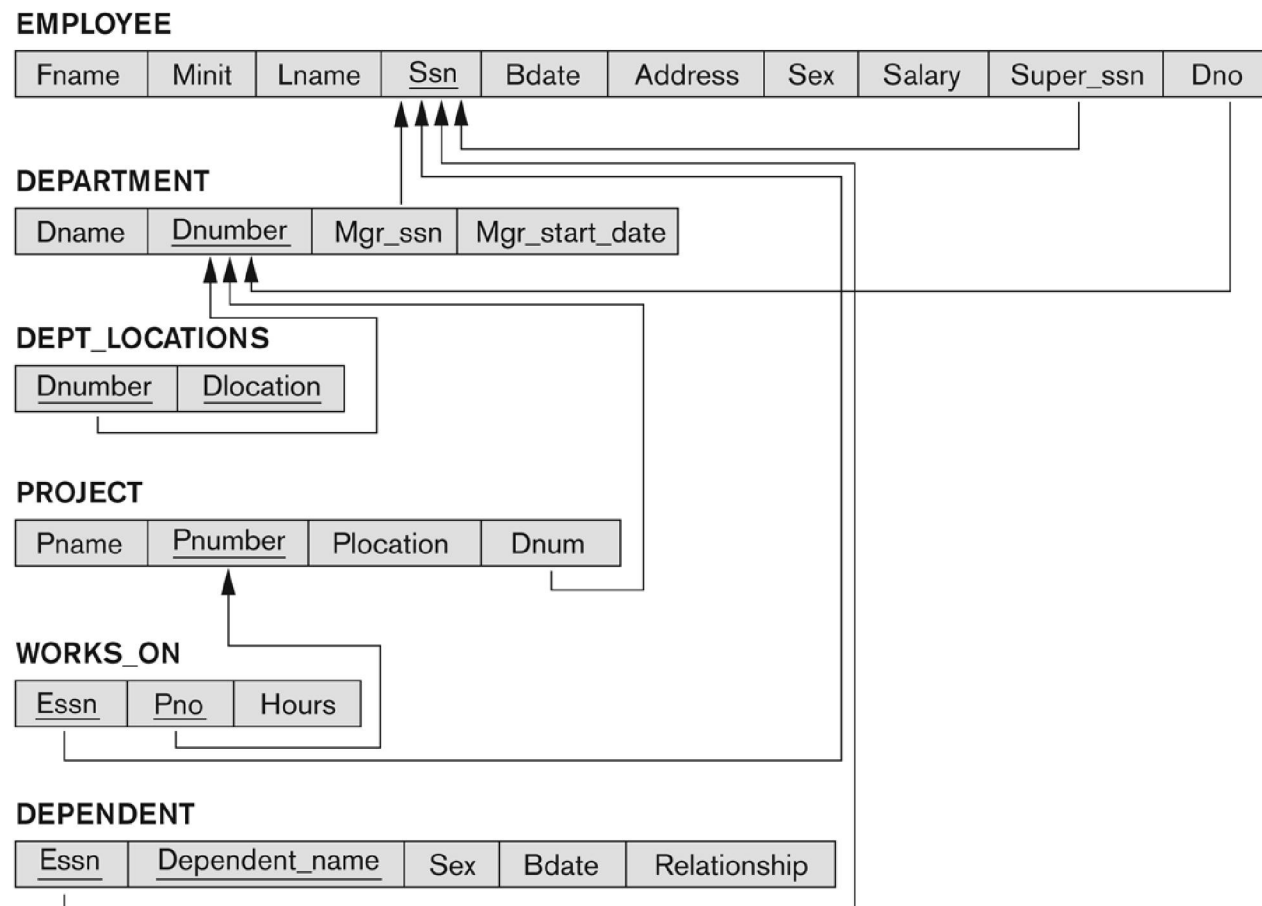 EMPLOYEE
Fname Minit Lname Ssn Bdate Address Sex Salary Super_ssn Dno
DEPARTMENT
Dname Dnumber Mgr_ssn Mgr_start_date
DEPT_LOCATIONS
Dnumber Dlocation
PROJECT
Pname Pnumber Plocation Dnum
WORKS_ON
Essn Pno Hours
DEPENDENT
Essn Dependent_name Sex Bdate Relationship